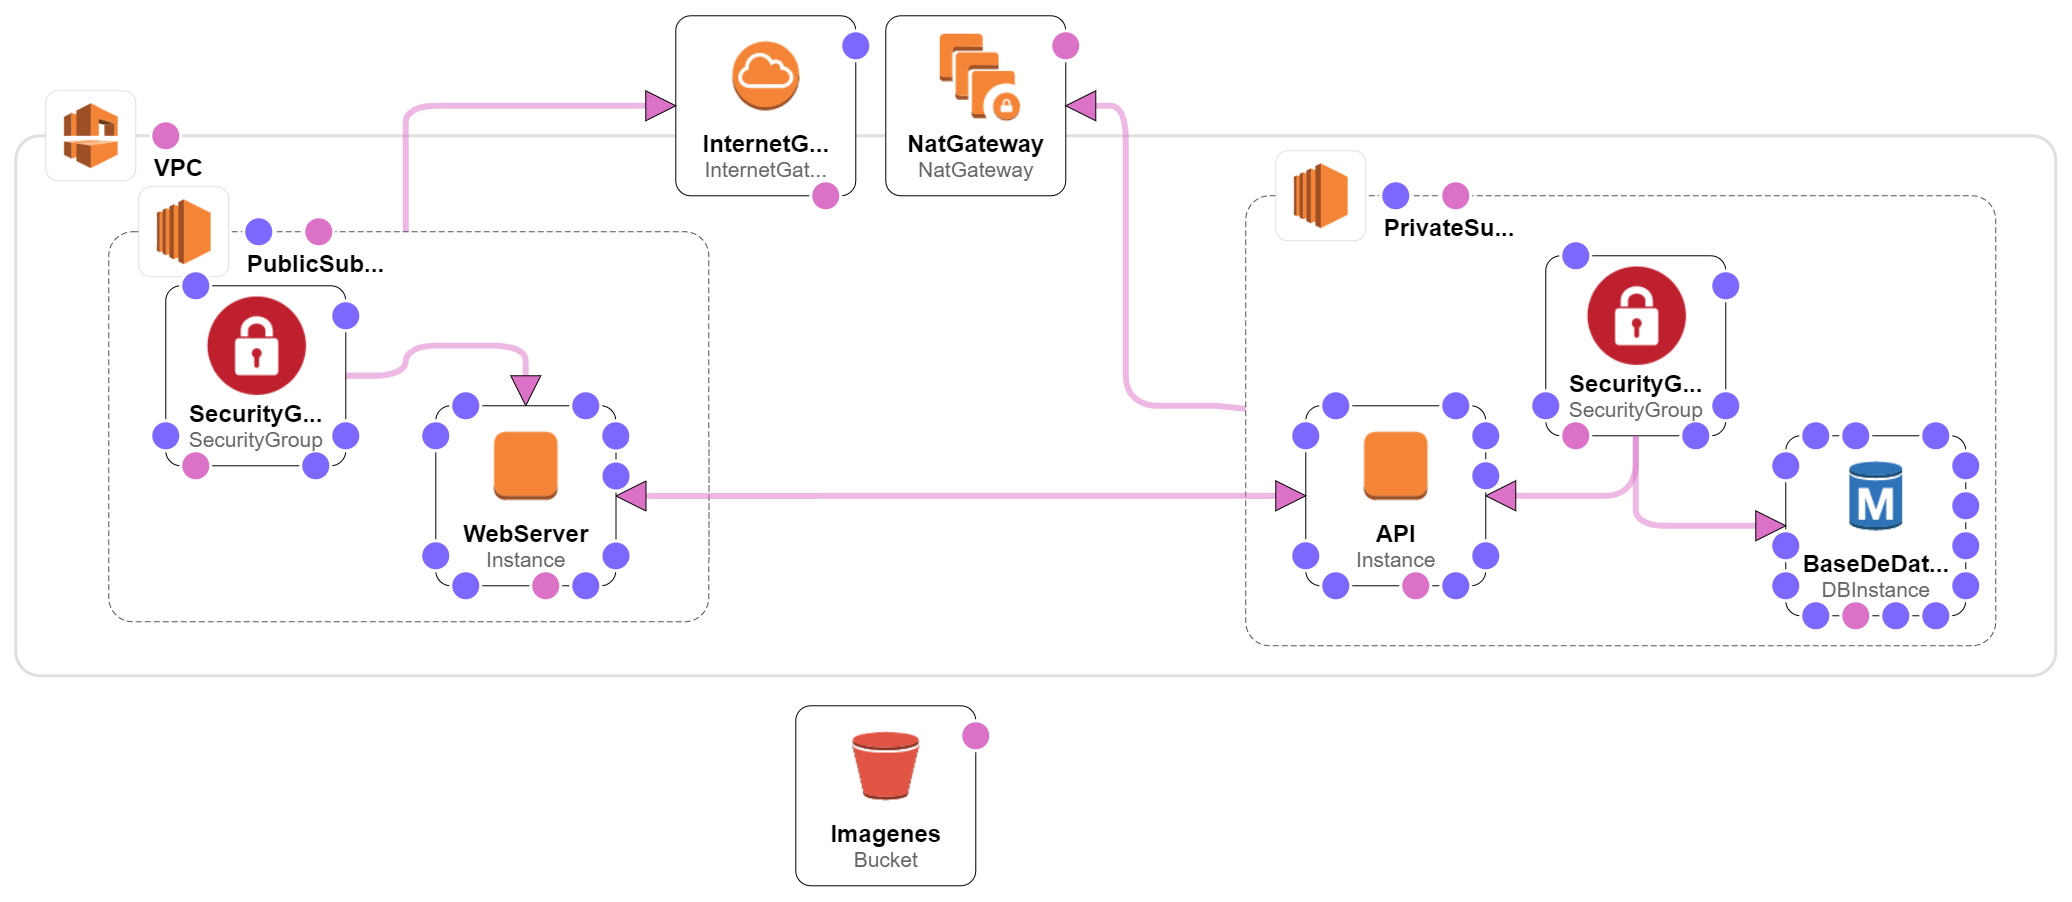 InternetG...
InternetGat...
NatGateway
NatGateway
VPC
PublicSub...
PrivateSu...
SecurityG...
SecurityGroup
SecurityG...
SecurityGroup
WebServer
Instance
API
Instance
M
BaseDeDat...
DBInstance
Imagenes
Bucket